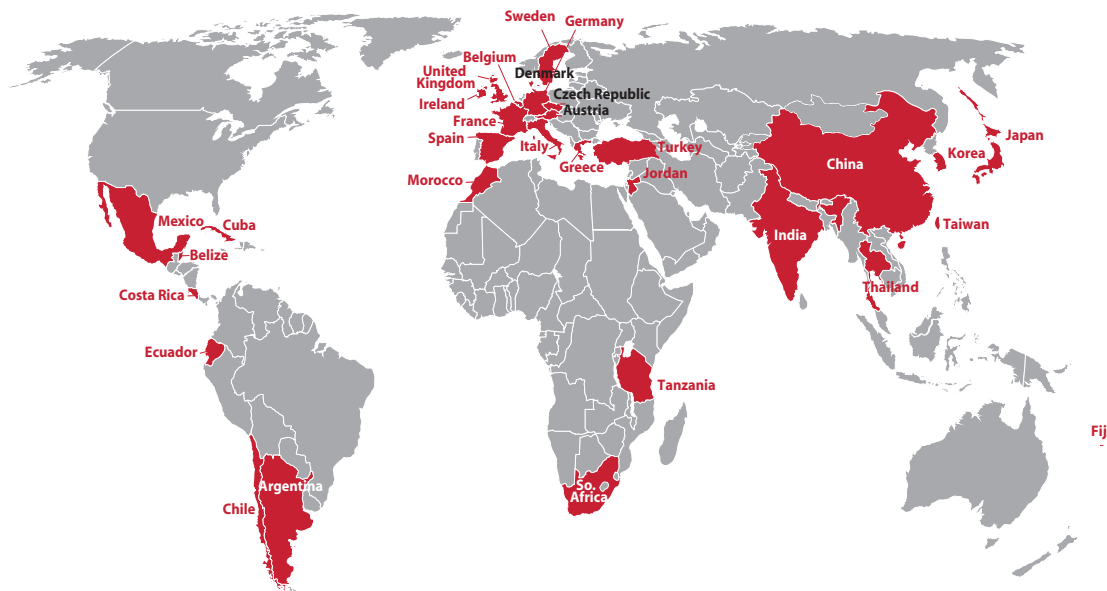 Sweden
Germany
Belgium
Denmark
United
Kingdom
Czech Republic
Ireland
Austria
France
Spain
Italy
Greece
Turkey
Morocco
Jordan
China
Korea
Japan
Mexico
Cuba
Taiwan
India
Belize
Thailand
Costa Rica
Ecuador
Tanzania
Fij
Argentina
So.
Africa
Chile